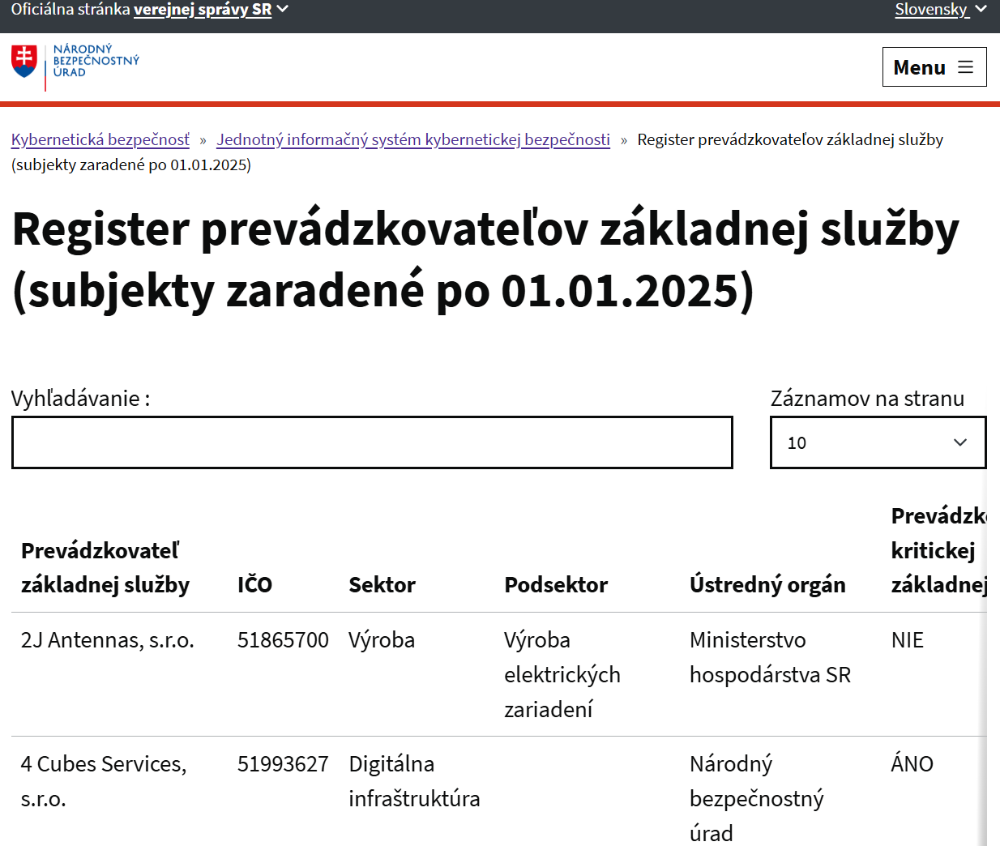 Oficiálna stránka verejnej správy SR
Slovensky
NÁRODNÝ
BEZPEČNOSTNÝ
ÚRAD
Menu
Kybernetická bezpečnosť » Jednotný informačný systém kybernetickej bezpečnosti » Register prevádzkovateľov základnej služby
(subjekty zaradené po 01.01.2025)
Register prevádzkovateľov základnej služby
(subjekty zaradené po 01.01.2025)
Vyhľadávanie :
Záznamov na stranu
10
Prevádzkovateľ
základnej služby
IČO
Sektor
Podsektor
Ústredný orgán
kritickej
základnej
2J Antennas, s.r.o.
51865700
Výroba
Výroba
elektrických
zariadení
Ministerstvo
hospodárstva SR
NIE
4 Cubes Services,
s.r.o.
51993627
Digitálna
infraštruktúra
Národný
bezpečnostný
úrad
ÁNO